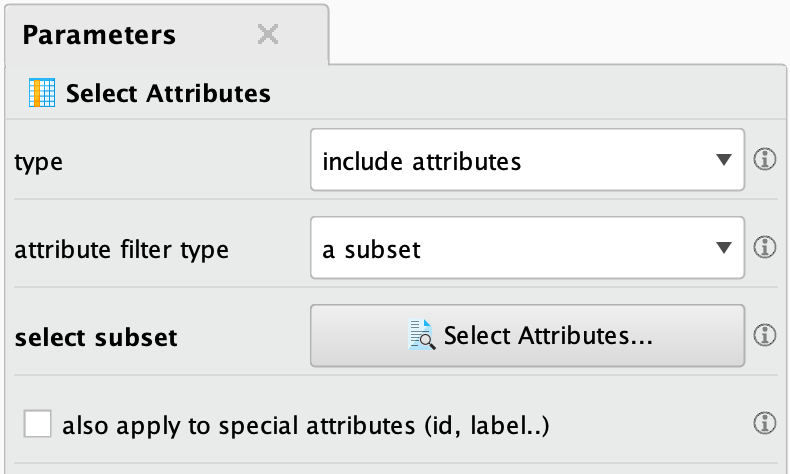 Parameters
Select Attributes
type include attributes
attribute filter type a subset
select subset Select Attributes...
also apply to special attributes (id, label..)